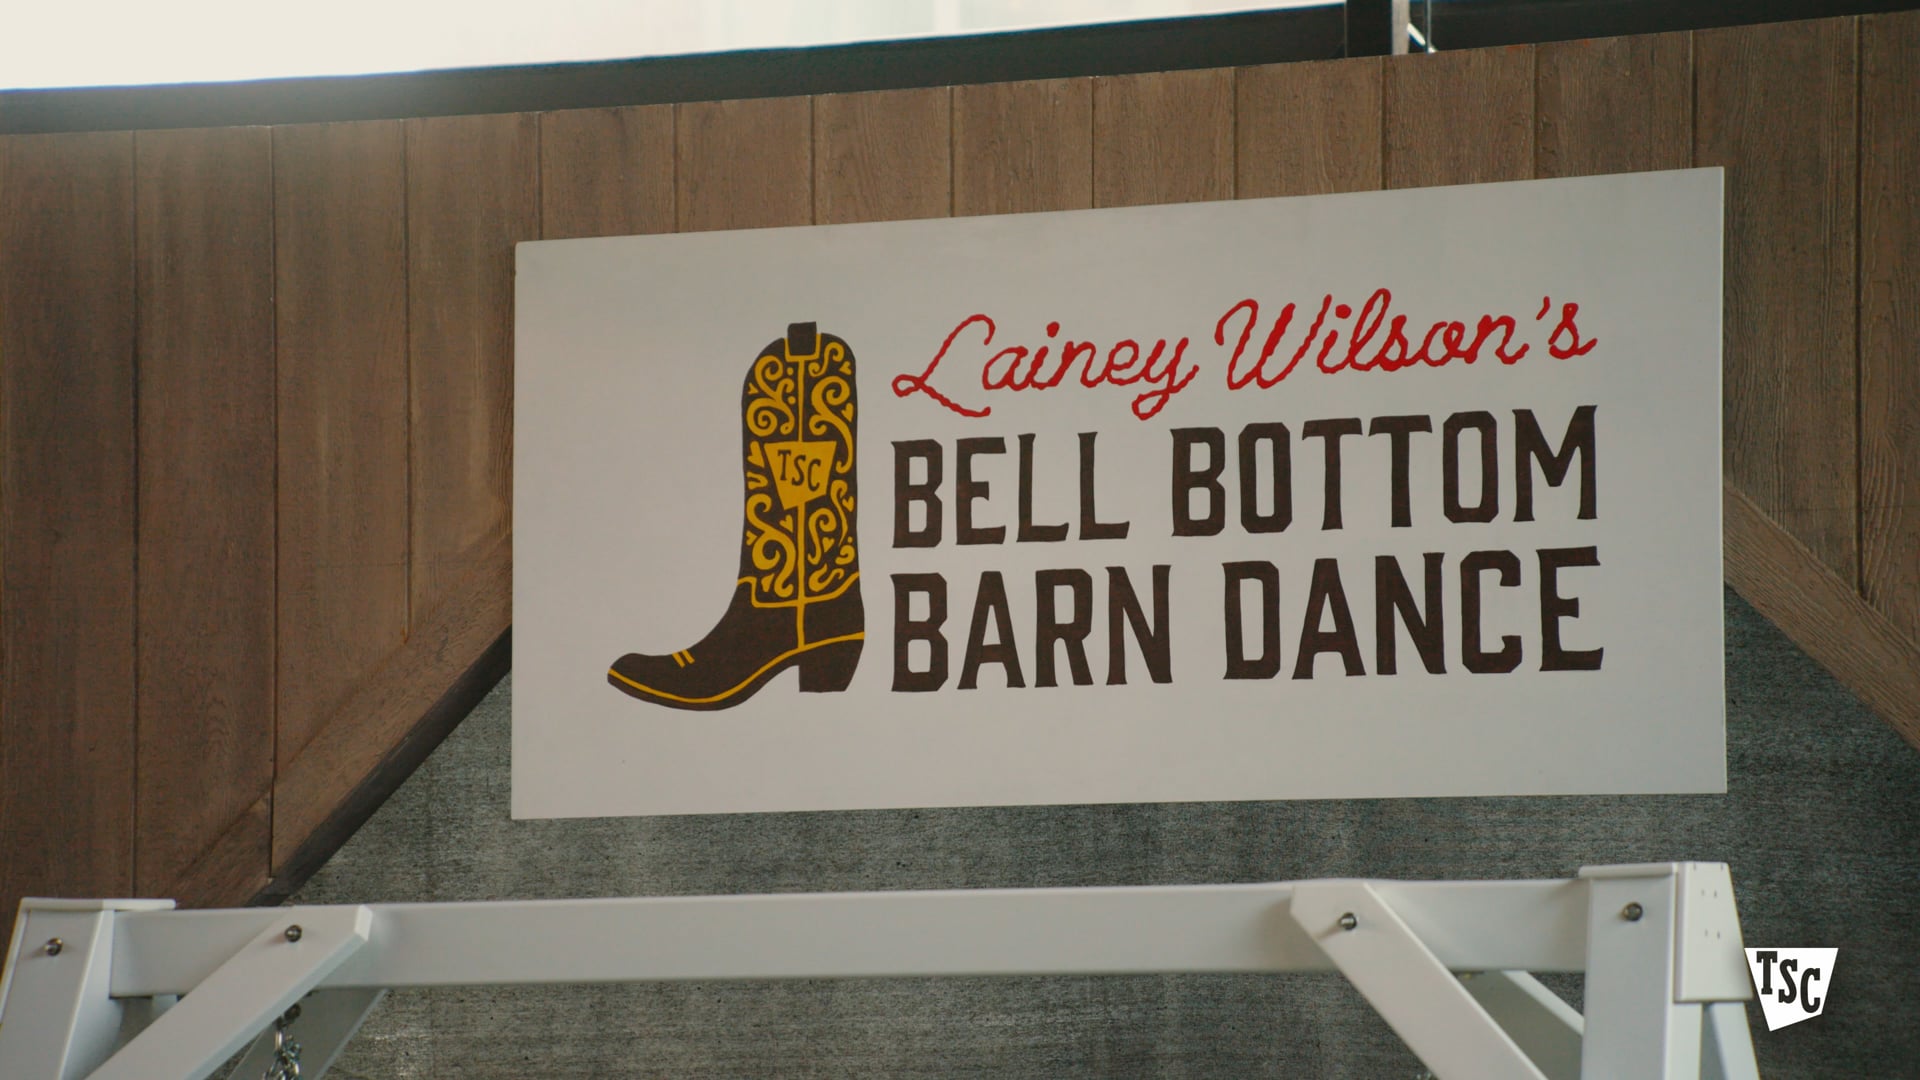 Lainey Wilson's
BELL BOTTOM
BARN DANCE
TSC
TSC